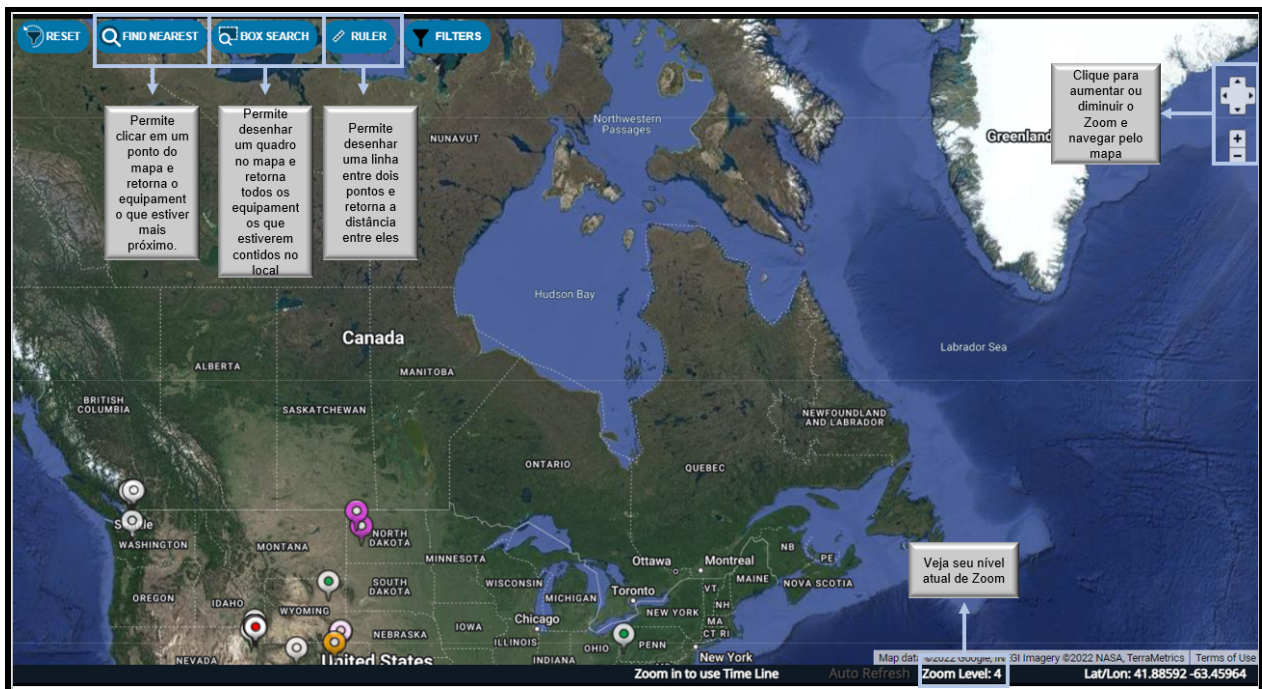 RESET
FIND NEAREST
BOX SEARCH
RULER
FILTERS
Permite
clicar em um
ponto do
mapa e
retorna o
equipament
o que estiver
mais
próximo.
Permite
desenhar
um quadro
no mapa e
retorna
todos os
equipament
os que
estiverem
contidos no
local
Permite
desenhar
uma linha
entre dois
pontos e
retorna a
distância
entre eles
Clique para
aumentar ou
diminuir o
Zoom e
navegar pelo
mapa
+
−
Northwestern
Passages
NUNAVUT
Greenland
Hudson Bay
Canada
Labrador Sea
ALBERTA
MANITOBA
BRITISH
COLUMBIA
SASKATCHEWAN
NEWFOUNDLAND
AND LABRADOR
ONTARIO
QUEBEC
WASHINGTON
MONTANA
NORTH
DAKOTA
MINNESOTA
Ottawa
Montreal
NB
PE
MAINE
NOVA SCOTIA
Veja seu nível
atual de Zoom
OREGON
IDAHO
WYOMING
SOUTH
DAKOTA
WISCONSIN
MICHIGAN
Toronto
VT
NH
NEW YORK
MA
CT RI
NEBRASKA
IOWA
Chicago
ILLINOIS
INDIANA
OHIO
PENN
New York
NEVADA
United States
Map data ©2022 Google, INEGI Imagery ©2022 NASA, TerraMetrics
Terms of Use
Zoom in to use Time Line
Auto Refresh
Zoom Level: 4
Lat/Lon: 41.88592 -63.45964